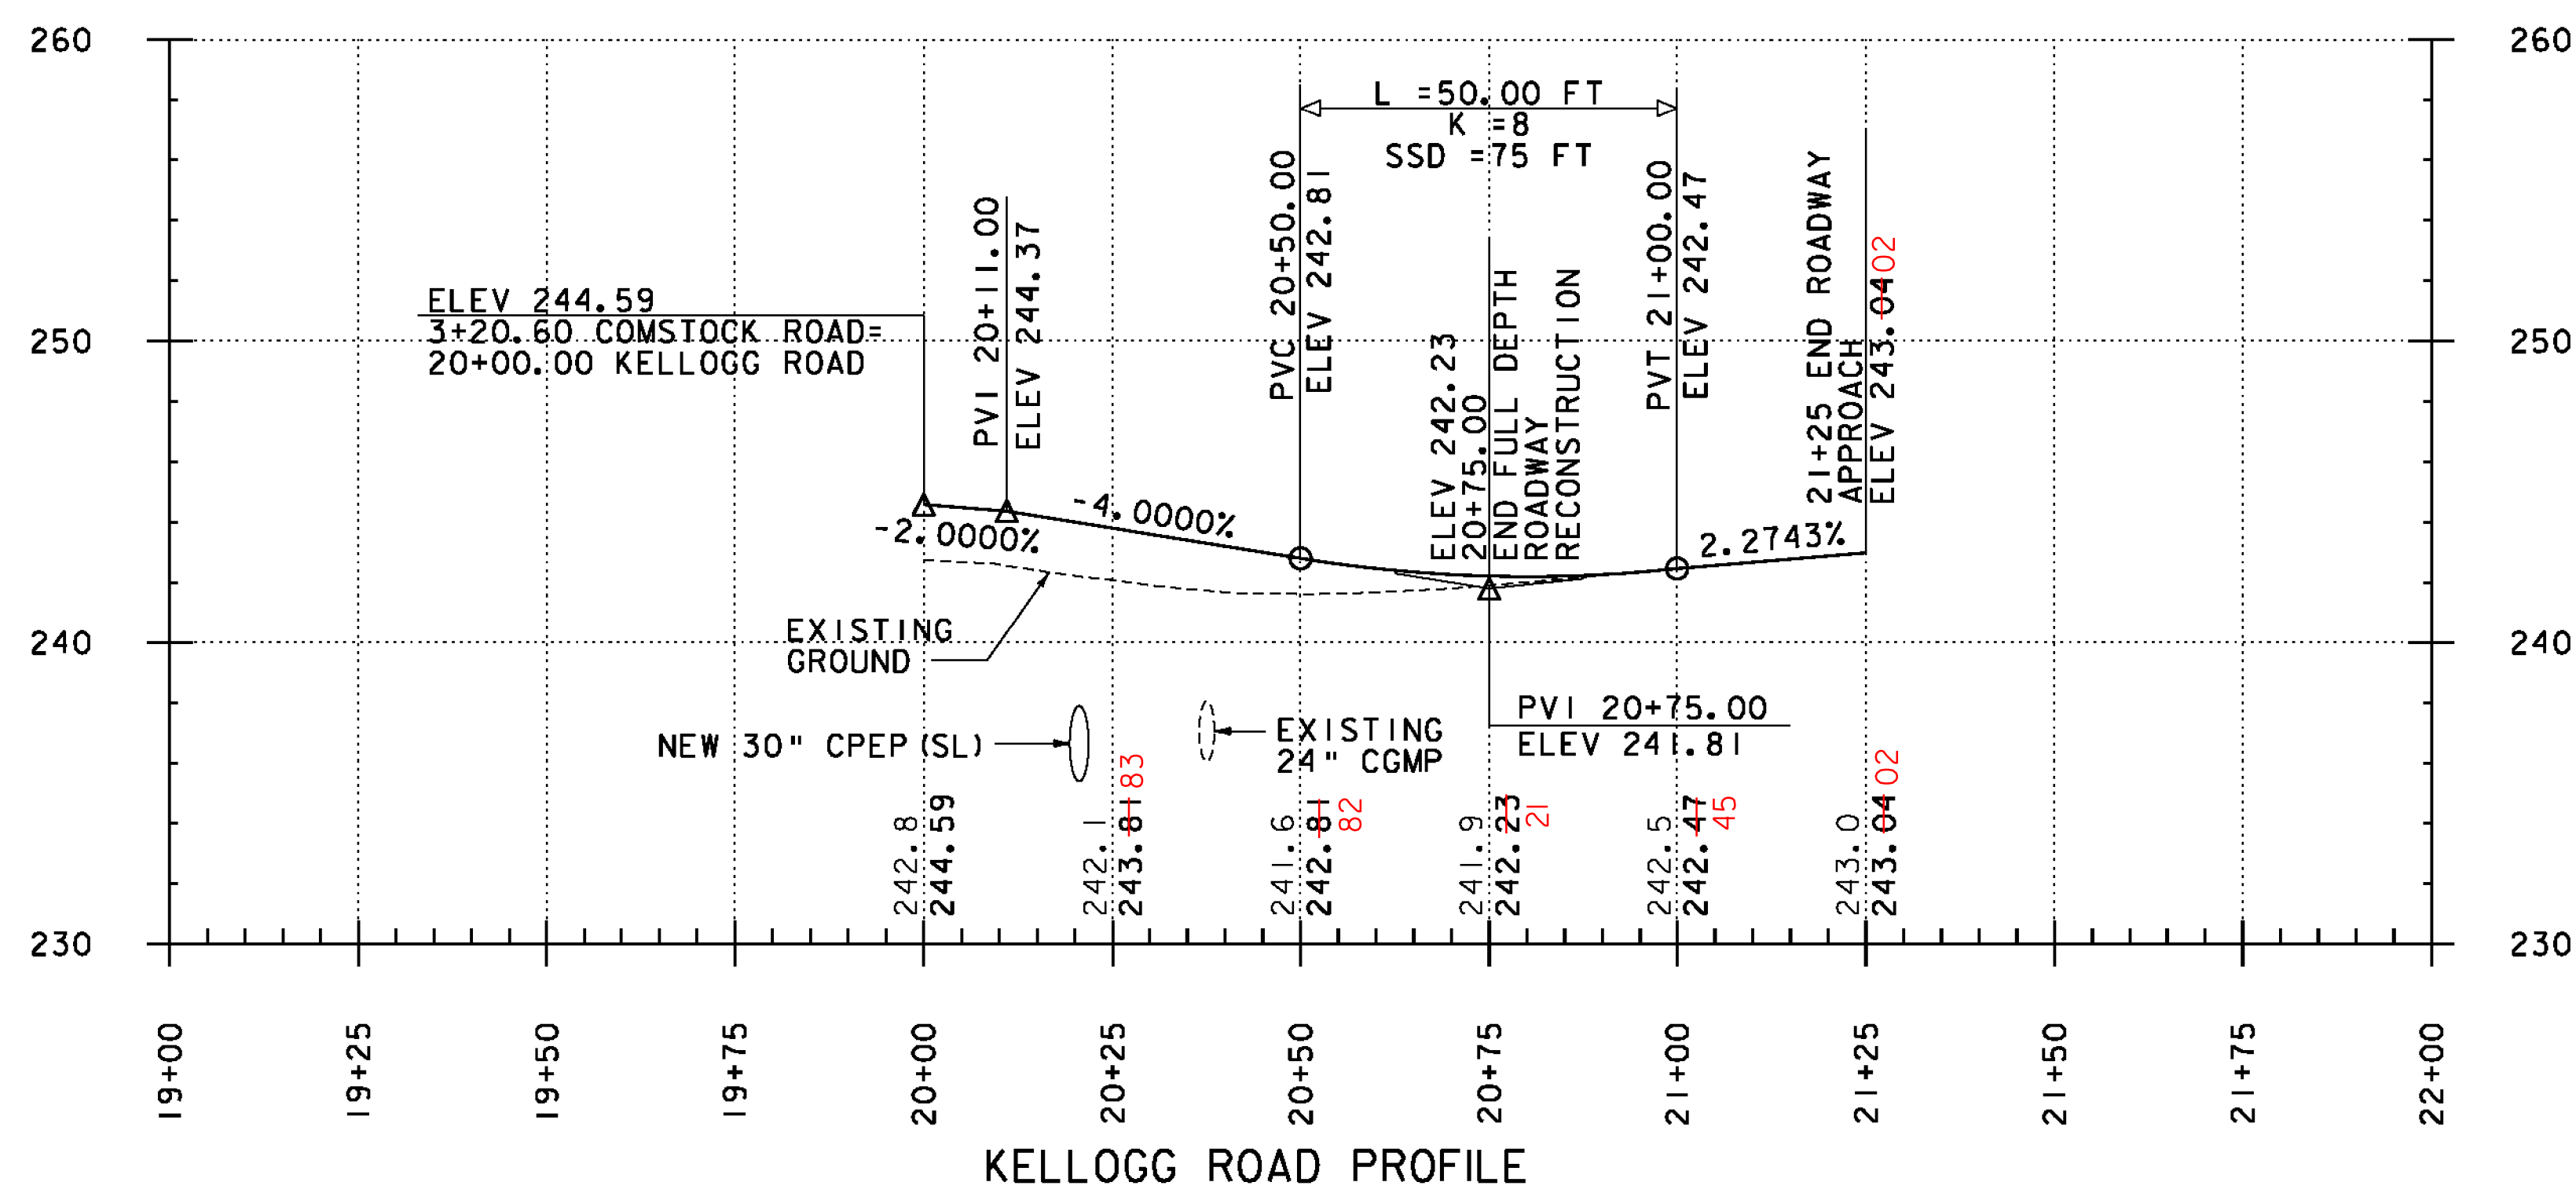 260
260
L =50.00 FT
K =8
SSD =75 FT
PVI 20+11.00
ELEV 244.37
PVC 20+50.00
ELEV 242.81
ELEV 242.23
20+75.00
END FULL DEPTH
ROADWAY
RECONSTRUCTION
PVT 21+00.00
ELEV 242.47
21+25 END ROADWAY
APPROACH
ELEV 243.04 02
ELEV 244.59
3+20.60 COMSTOCK ROAD=
20+00.00 KELLOGG ROAD
250
250
-2.0000%
-4.0000%
2.2743%
EXISTING
GROUND
240
240
NEW 30" CPEP(SL)
EXISTING
24" CGMP
PVI 20+75.00
ELEV 241.81
242.8
244.59
242.1
243.81 83
241.6
242.81
82
241.9
242.23
21
242.5
242.47
45
243.0
243.04 02
230
230
19+00
19+25
19+50
19+75
20+00
20+25
20+50
20+75
21+00
21+25
21+50
21+75
22+00
KELLOGG ROAD PROFILE